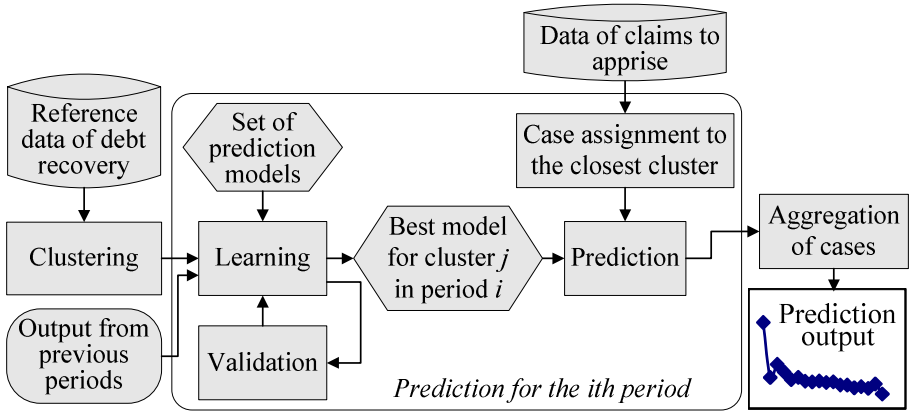 Data of claims to
apprise
Reference
data of debt
recovery
Set of
prediction
models
Case assignment to
the closest cluster
Clustering
Learning
Best model
for cluster j
in period i
Prediction
Aggregation
of cases
Output from
previous
periods
Validation
Prediction
output
Prediction for the ith period